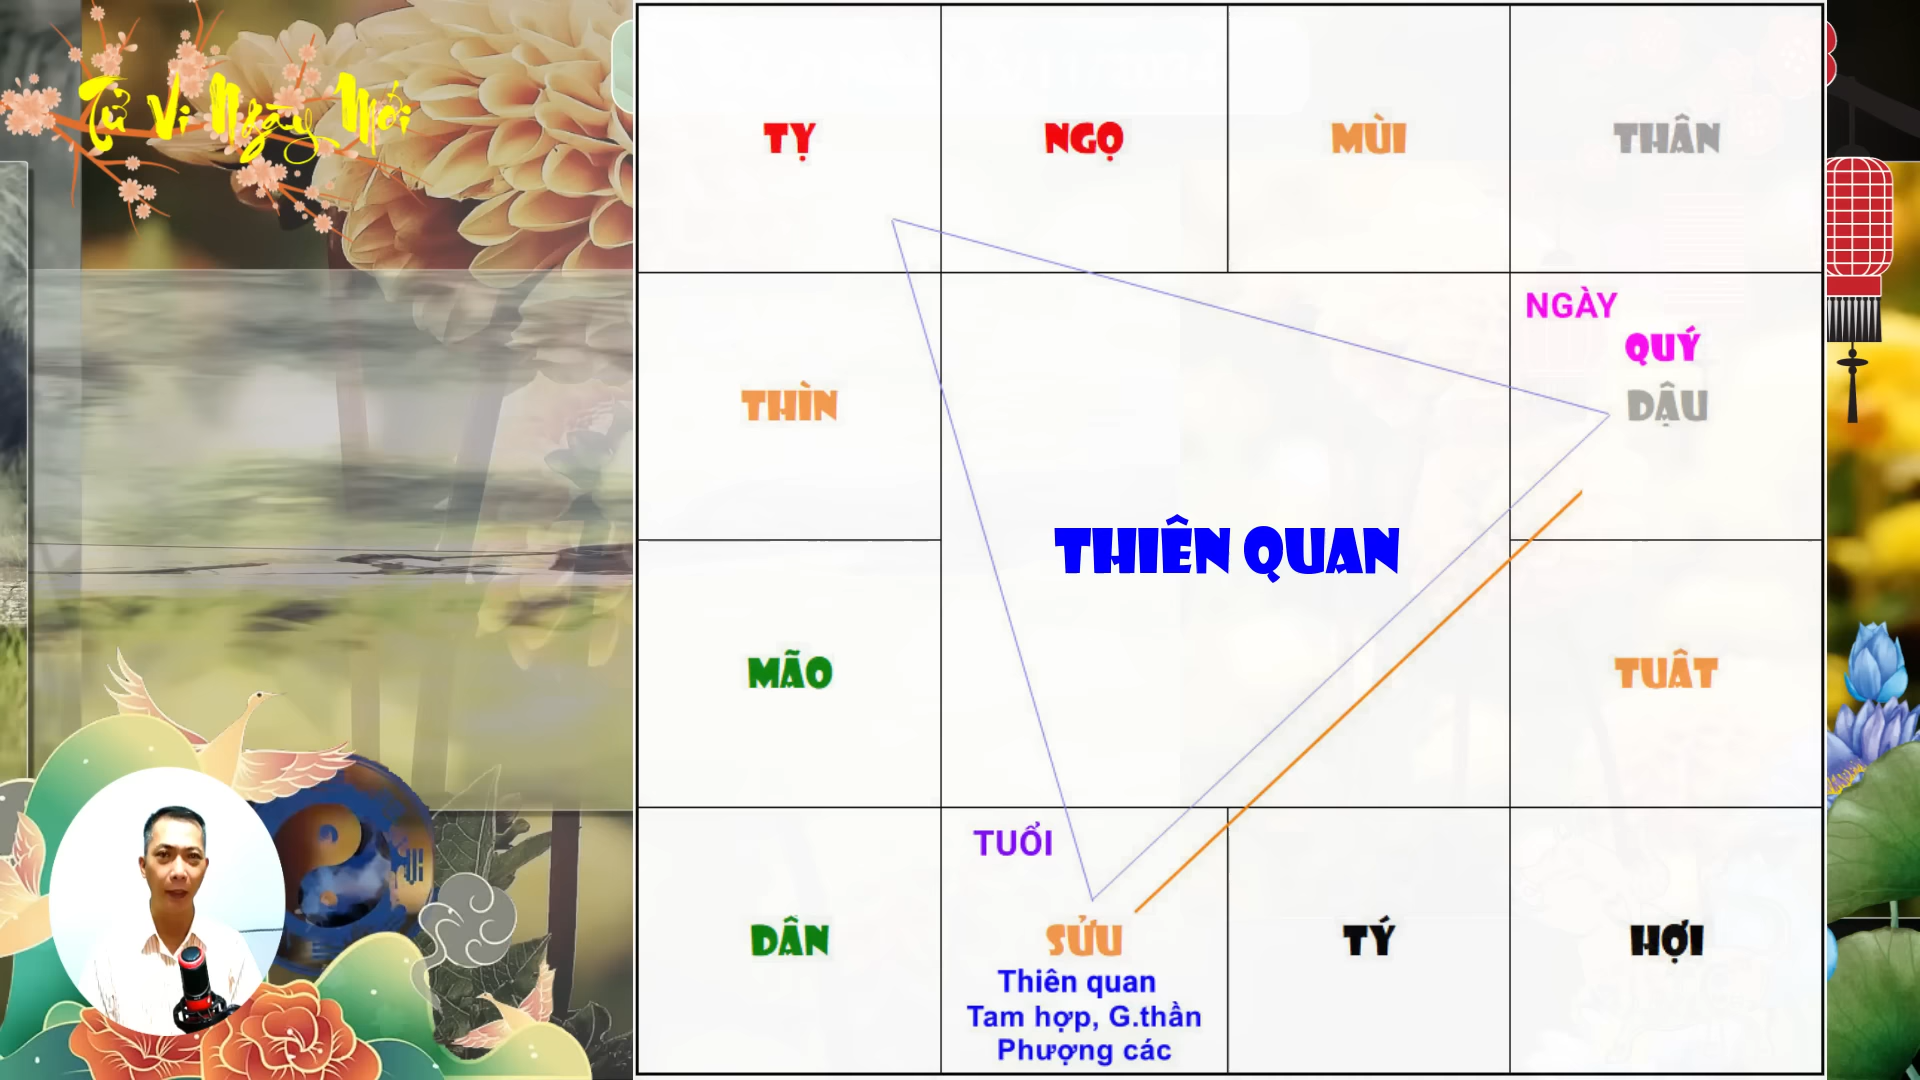 Tử Vi Ngày Mới
TỴ
NGỌ
MÙI
THÂN
THÌN
NGÀY
QUÝ
DẬU
THIÊN QUAN
MÃO
TUẤT
DẦN
TUỔI
SỬU
Thiên quan
Tam hợp, G.thần
Phượng các
TÝ
HỢI